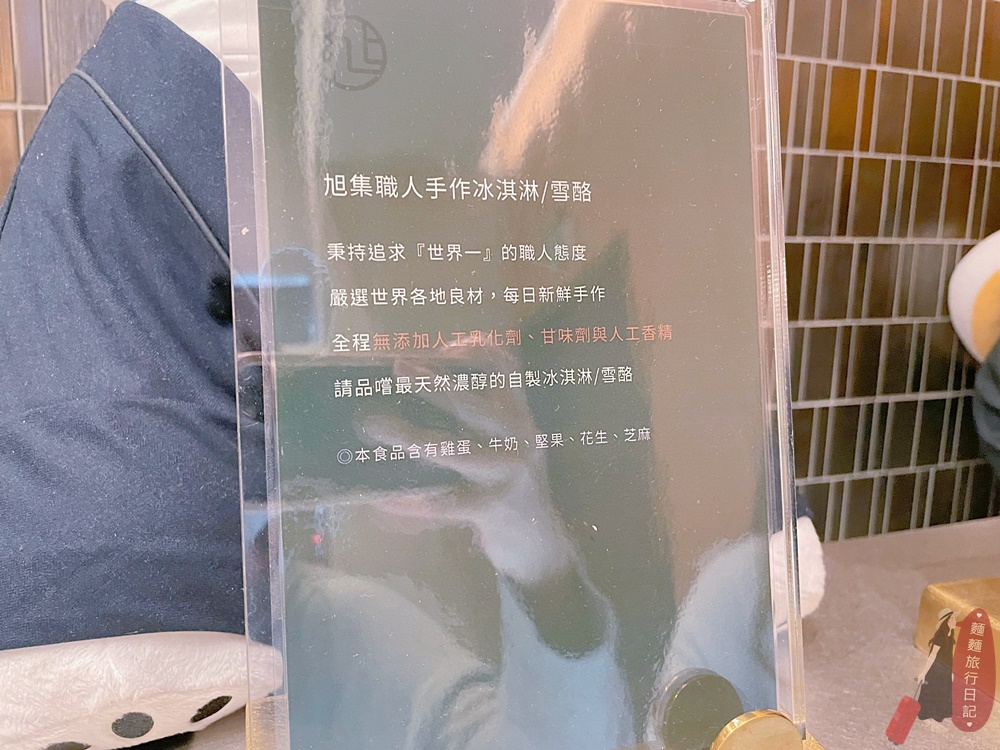 旭集職人手作冰淇淋/雪酪
秉持追求『世界一』的職人態度
嚴選世界各地良材，每日新鮮手作
全程無添加人工乳化劑、甘味劑與人工香精
請品嚐最天然濃醇的自製冰淇淋/雪酪
◎本食品含有雞蛋、牛奶、堅果、花生、芝麻
麵麵旅行日記